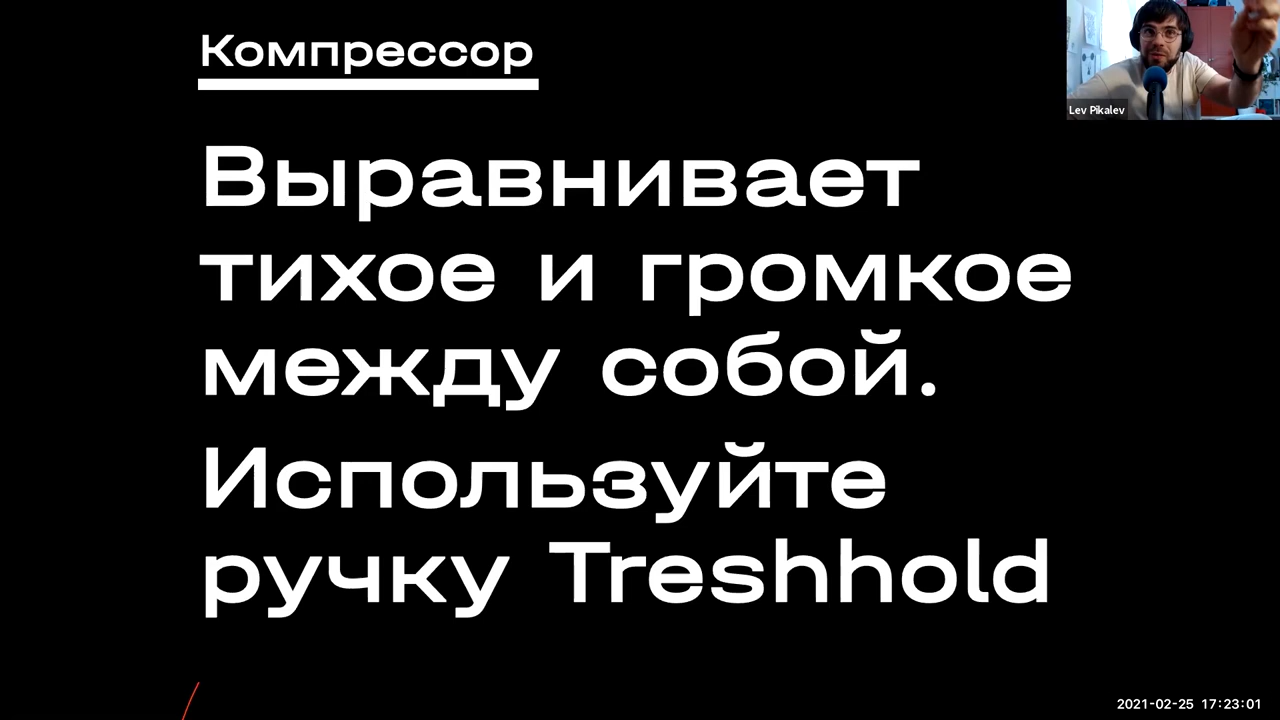 Компрессор
Lev Pikalev
Выравнивает
тихое и громкое
между собой.
Используйте
ручку Treshhold
2021-02-25 17:23:01